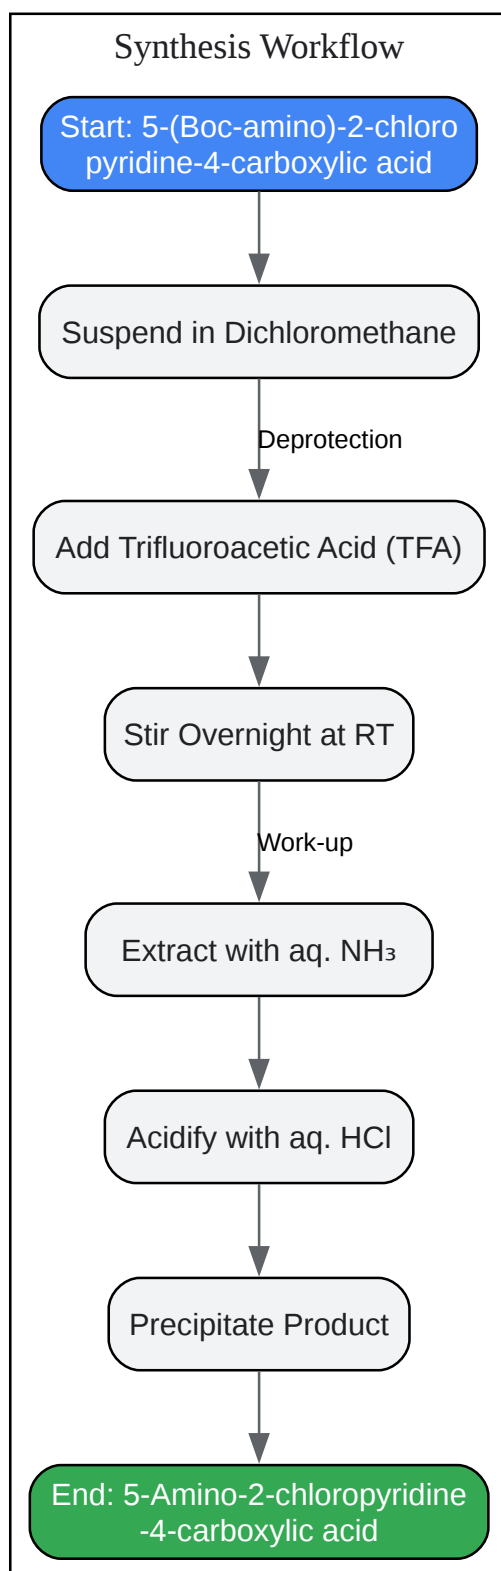 Synthesis Workflow
Start: 5-(Boc-amino)-2-chloro
pyridine-4-carboxylic acid
Suspend in Dichloromethane
Deprotection
Add Trifluoroacetic Acid (TFA)
Stir Overnight at RT
Work-up
Extract with aq. NH₃
Acidify with aq. HCl
Precipitate Product
End: 5-Amino-2-chloropyridine
-4-carboxylic acid